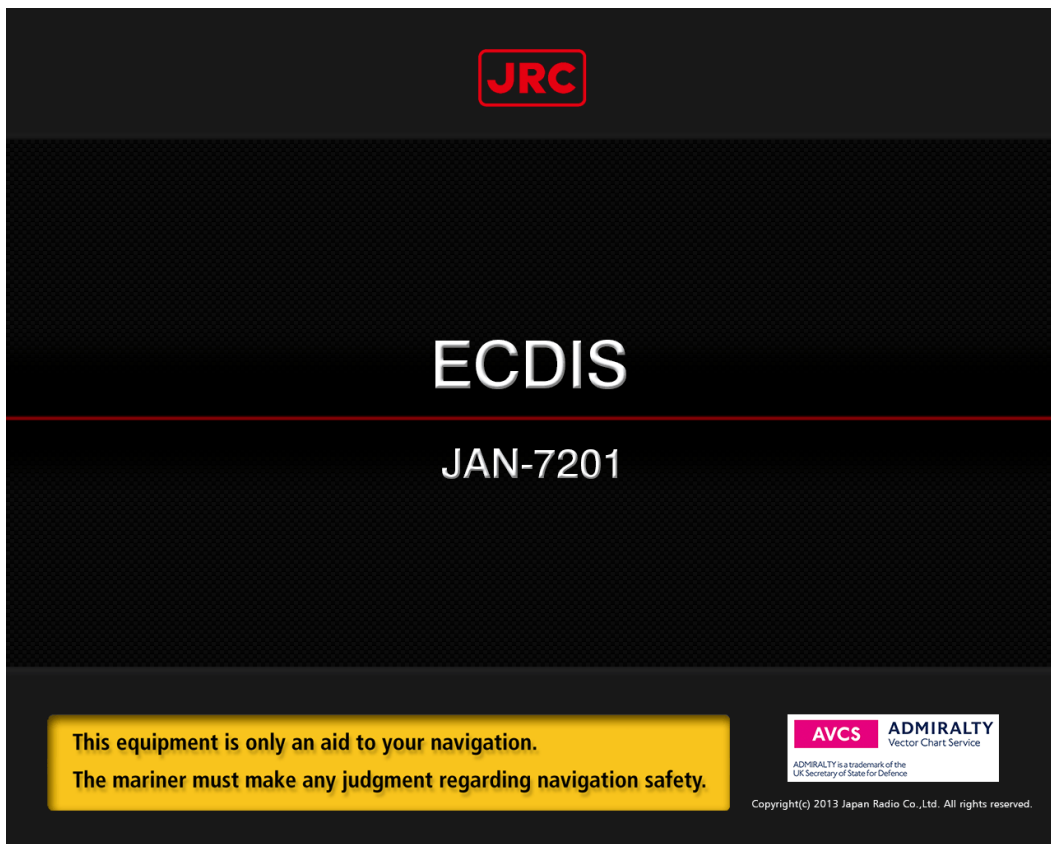 JRC
ECDIS
JAN-7201
This equipment is only an aid to your navigation.
The mariner must make any judgment regarding navigation safety.
AVCS
ADMIRALTY
Vector Chart Service
ADMIRALTY is a trademark of the
UK Secretary of State for Defence
Copyright(c) 2013 Japan Radio Co.,Ltd. All rights reserved.